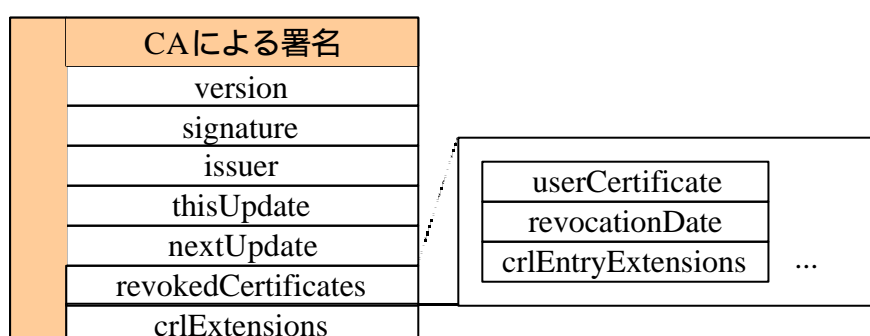 CAによる署名
version
signature
issuer
thisUpdate
nextUpdate
revokedCertificates
crlExtensions
userCertificate
revocationDate
crlEntryExtensions
...